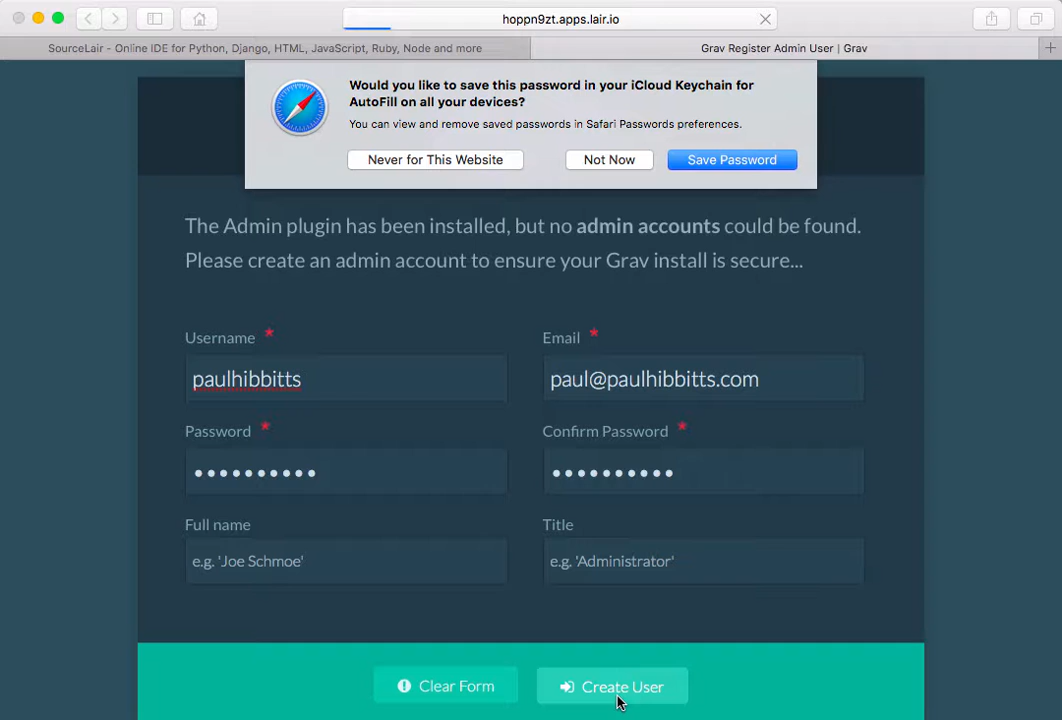 hoppn9zt.apps.lair.io
SourceLair - Online IDE for Python, Django, HTML, JavaScript, Ruby, Node and more
Grav Register Admin User | Grav
Would you like to save this password in your iCloud Keychain for
AutoFill on all your devices?
You can view and remove saved passwords in Safari Passwords preferences.
Never for This Website
Not Now
Save Password
The Admin plugin has been installed, but no admin accounts could be found.
Please create an admin account to ensure your Grav install is secure...
Username *
Email *
paulhibbitts
paul@paulhibbitts.com
Password *
Confirm Password *
••••••••••
••••••••••
Full name
Title
e.g. 'Joe Schmoe'
e.g. 'Administrator'
Clear Form
Create User